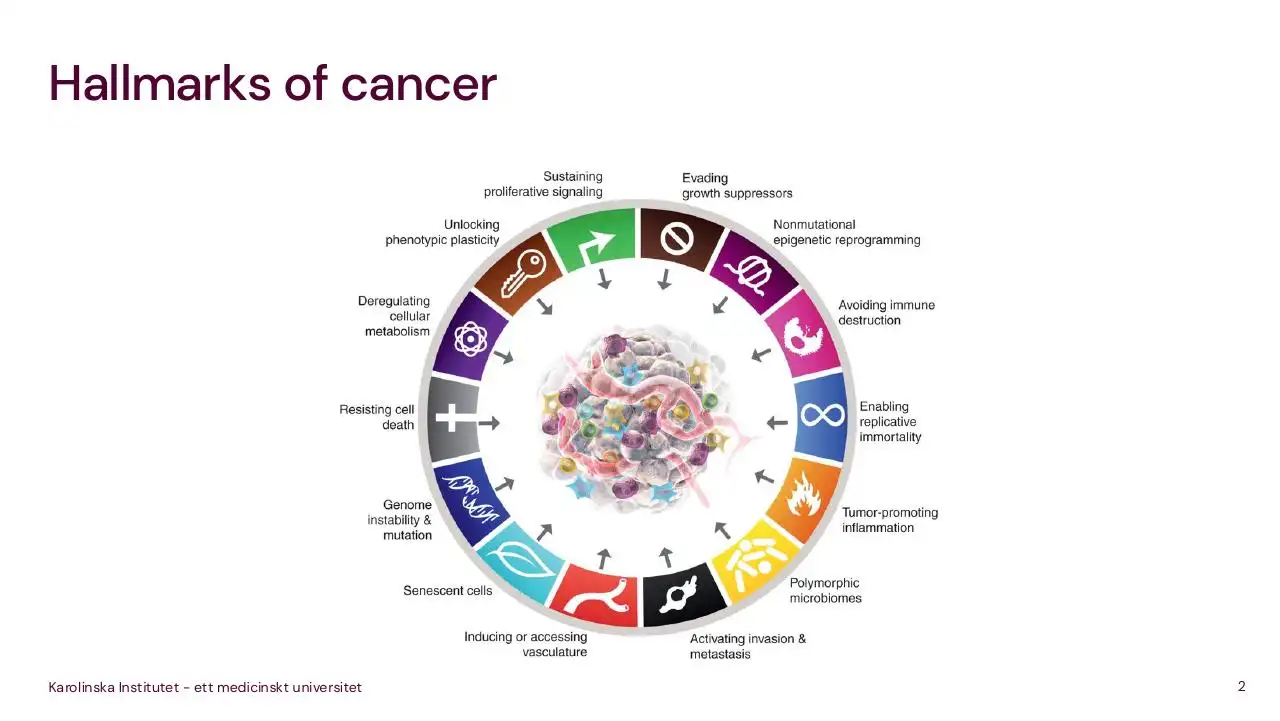 Hallmarks of cancer
Sustaining
proliferative signaling
Evading
growth suppressors
Unlocking
phenotypic plasticity
Nonmutational
epigenetic reprogramming
Deregulating
cellular
metabolism
Avoiding immune
destruction
Resisting cell
death
Enabling
replicative
immortality
Genome
instability &
mutation
Tumor-promoting
inflammation
Senescent cells
Polymorphic
microbiomes
Inducing or accessing
vasculature
Activating invasion &
metastasis
Karolinska Institutet - ett medicinskt universitet
2